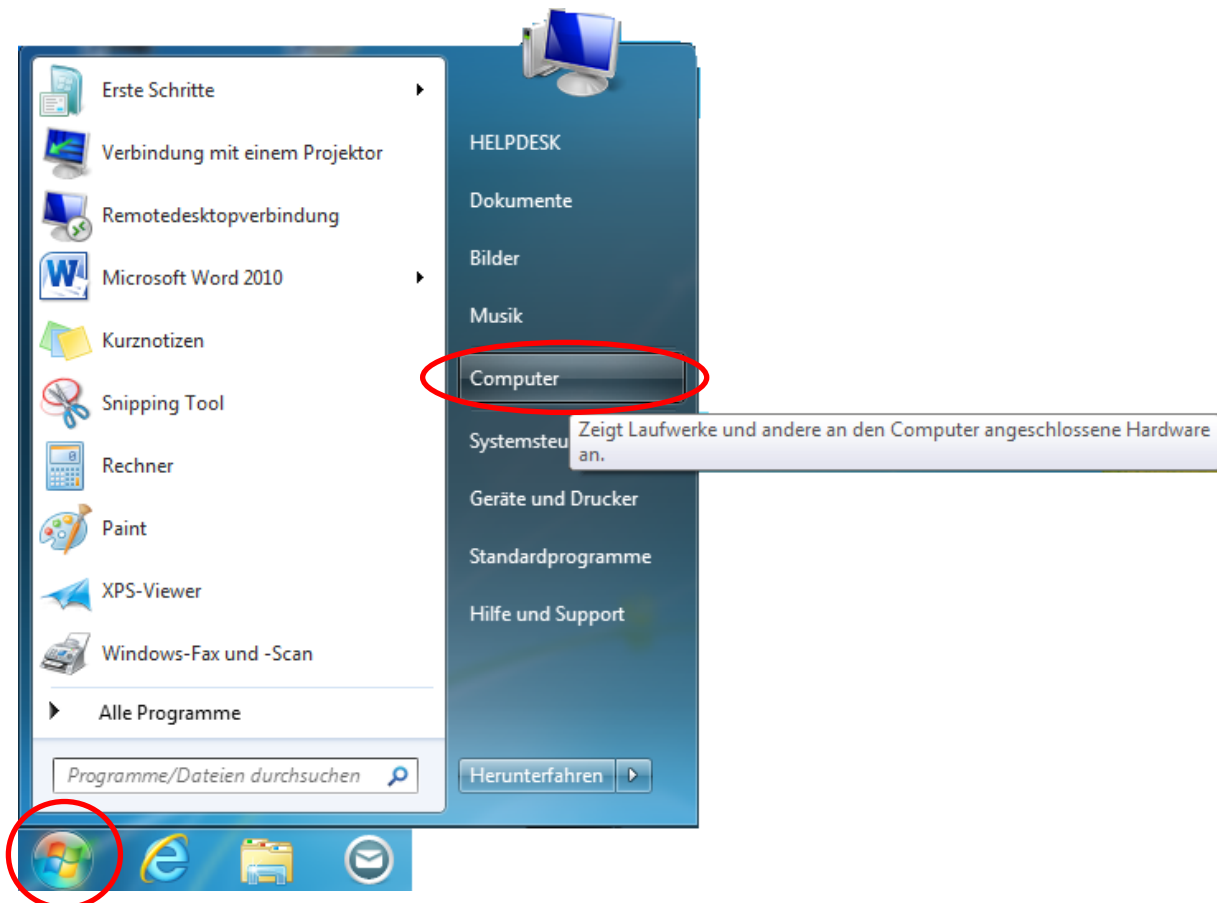 Erste Schritte
Verbindung mit einem Projektor
Remotedesktopverbindung
Microsoft Word 2010
Kurznotizen
Snipping Tool
Rechner
Paint
XPS-Viewer
Windows-Fax und -Scan
Alle Programme
Programme/Dateien durchsuchen
HELPDESK
Dokumente
Bilder
Musik
Computer
Systemsteu
Zeigt Laufwerke und andere an den Computer angeschlossene Hardware
an.
Geräte und Drucker
Standardprogramme
Hilfe und Support
Herunterfahren